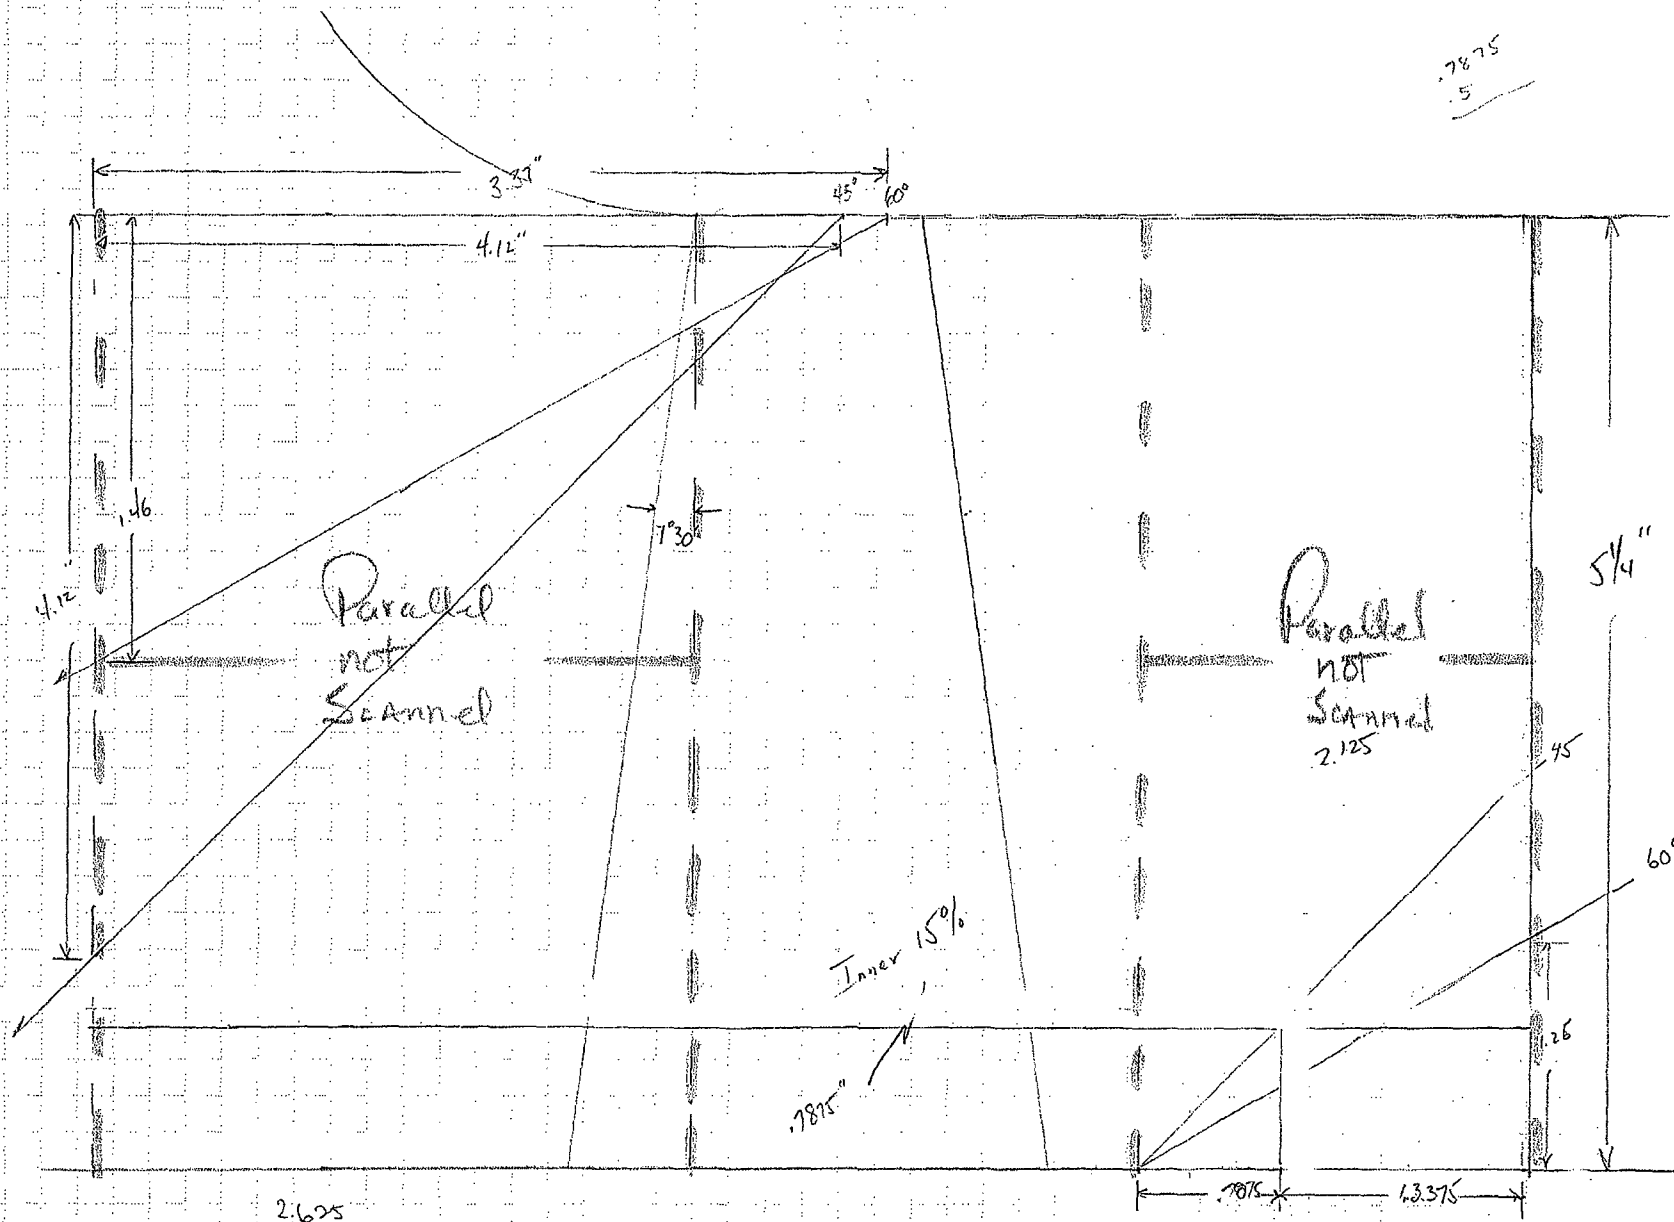 .7875
.5
3.37"
45°
60°
4.12"
1.46
4.12"
7°30
Parallel
not
Scanned
Parallel
not
Scanned
2.125
5 1/4"
45
60°
Inner 15%
.7875"
1.26
.7875
1.3375
2.625